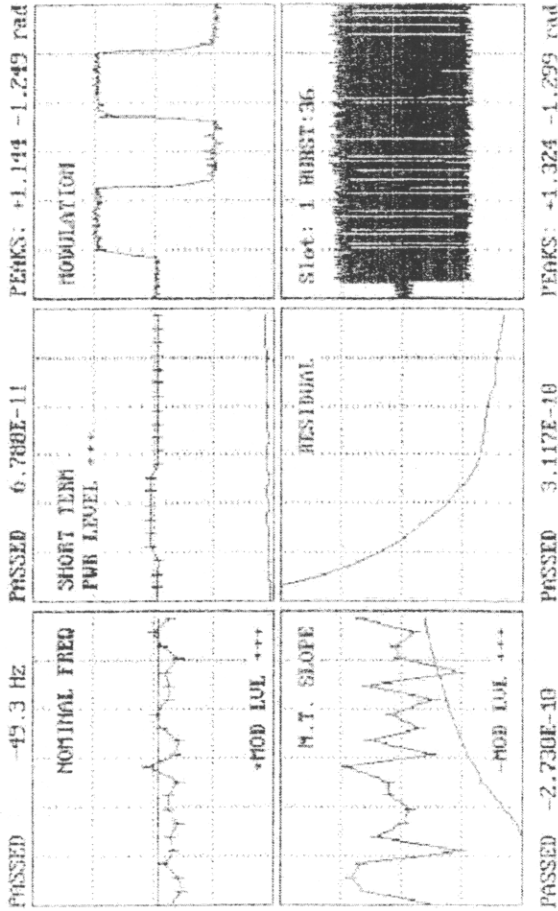 PASSED -49.3 Hz PASSED 6.788E-11 PEAKS: +1.144 -1.249 rad
NOMINAL FREQ
+MOD LVL +++
SHORT TERM -
PWR LEVEL +++
MODULATION
M.T. SLOPE
-MOD LVL +++
RESIDUAL
Slot: 1 BURST:36
PASSED -2.730E-10 PASSED 3.117E-10 PEAKS: +1.324 -1.299 rad